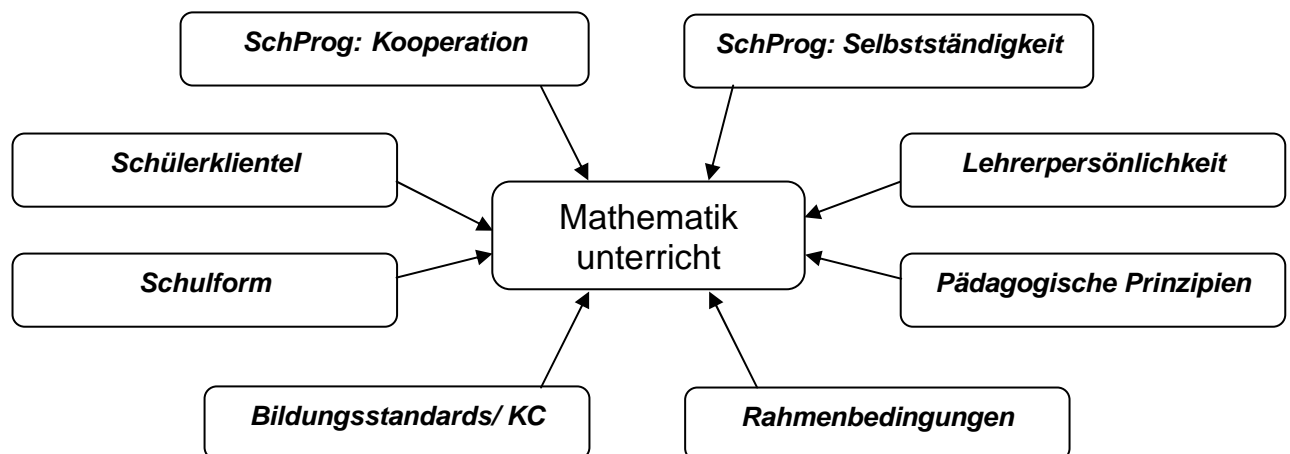 SchProg: Kooperation
SchProg: Selbstständigkeit
Schülerklientel
Lehrerpersönlichkeit
Mathematik
unterricht
Schulform
Pädagogische Prinzipien
Bildungsstandards/ KC
Rahmenbedingungen